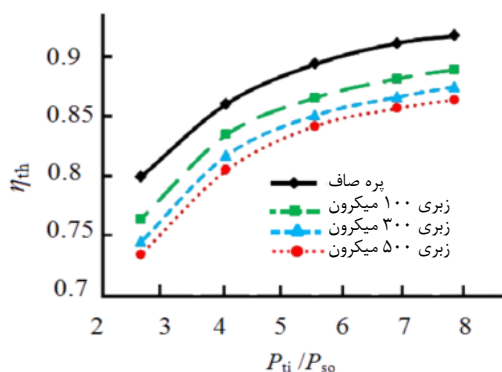 0.9
0.85
0.8
0.75
0.7
η_th
پره صاف
زبری ۱۰۰ میکرون
زبری ۳۰۰ میکرون
زبری ۵۰۰ میکرون
2 3 4 5 6 7 8
P_ti /P_so